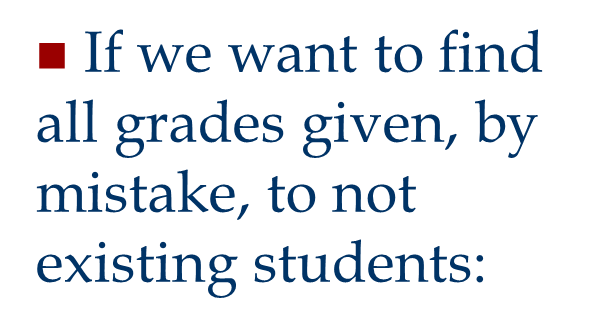 ■ If we want to find
all grades given, by
mistake, to not
existing students: